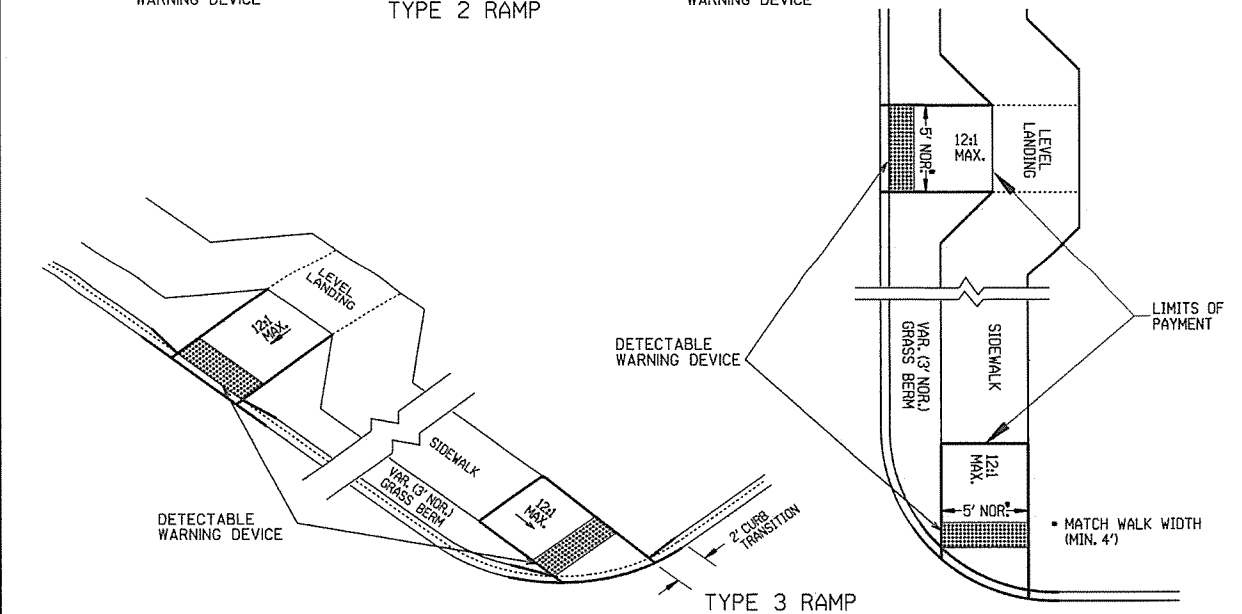 WARNING DEVICE
TYPE 2 RAMP
WARNING DEVICE
LEVEL
LANDING
12:1
MAX.
DETECTABLE
WARNING DEVICE
SIDEWALK
VAR. (3' NOR.)
GRASS BERM
12:1
MAX.
2' CURB
TRANSITION
TYPE 3 RAMP
5' NOR.*
12:1
MAX.
LEVEL
LANDING
DETECTABLE
WARNING DEVICE
VAR. (3' NOR.)
GRASS BERM
SIDEWALK
LIMITS OF
PAYMENT
12:1
MAX.
5' NOR.*
* MATCH WALK WIDTH
(MIN. 4')